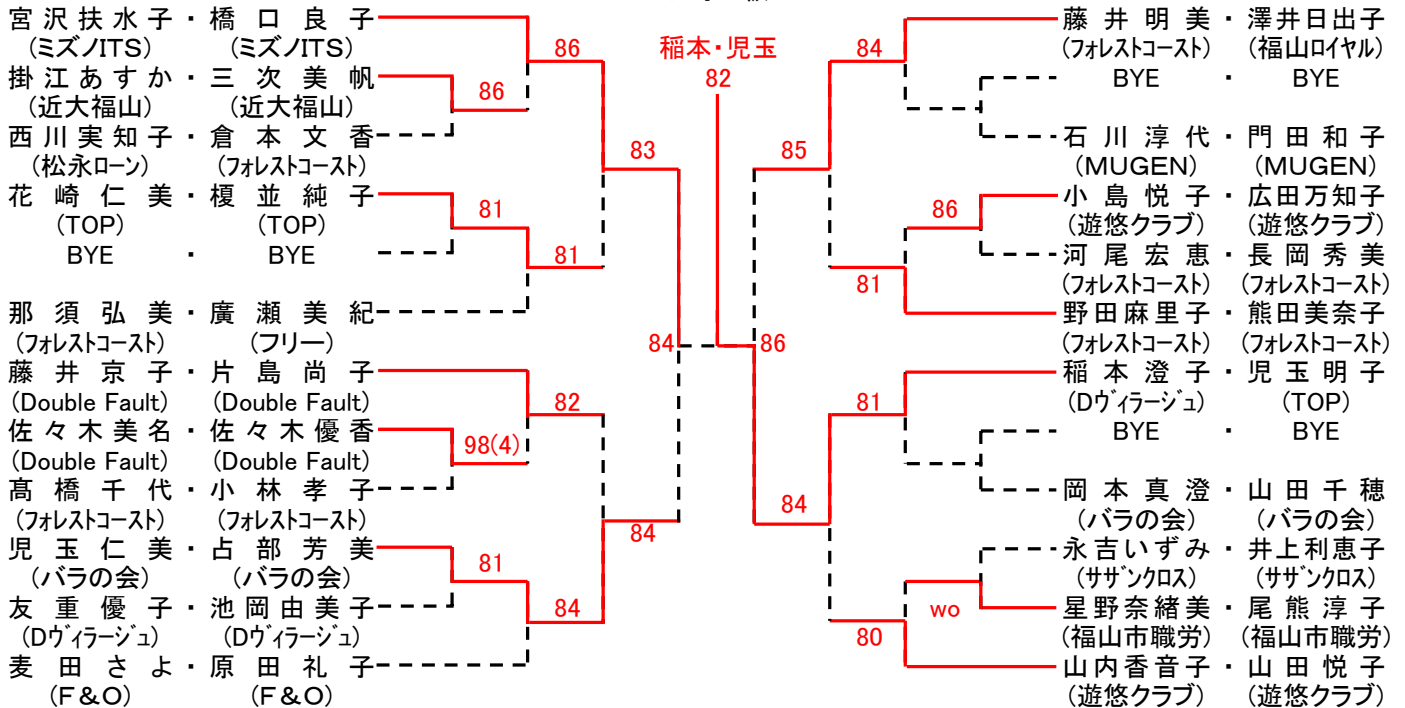 宮沢扶水子・橋口良子
(ミズノITS) (ミズノITS)
掛江あすか・三次美帆
(近大福山) (近大福山)
西川実知子・倉本文香
(松永ローン) (フォレストコースト)
花崎仁美・榎並純子
(TOP) (TOP)
BYE ・ BYE
那須弘美・廣瀬美紀
(フォレストコースト) (フリー)
藤井京子・片島尚子
(Double Fault) (Double Fault)
佐々木美名・佐々木優香
(Double Fault) (Double Fault)
髙橋千代・小林孝子
(フォレストコースト) (フォレストコースト)
児玉仁美・占部芳美
(バラの会) (バラの会)
友重優子・池岡由美子
(Dヴィラージュ) (Dヴィラージュ)
麦田さよ・原田礼子
(F&O) (F&O)
86
86
83
81
81
84
82
98(4)
84
81
84
稲本・児玉
82
86
84
85
86
81
81
84
wo
80
藤井明美・澤井日出子
(フォレストコースト) (福山ロイヤル)
BYE ・ BYE
石川淳代・門田和子
(MUGEN) (MUGEN)
小島悦子・広田万知子
(遊悠クラブ) (遊悠クラブ)
河尾宏恵・長岡秀美
(フォレストコースト) (フォレストコースト)
野田麻里子・熊田美奈子
(フォレストコースト) (フォレストコースト)
稲本澄子・児玉明子
(Dヴィラージュ) (TOP)
BYE ・ BYE
岡本真澄・山田千穂
(バラの会) (バラの会)
永吉いずみ・井上利恵子
(サザンクロス) (サザンクロス)
星野奈緒美・尾熊淳子
(福山市職労) (福山市職労)
山内香音子・山田悦子
(遊悠クラブ) (遊悠クラブ)